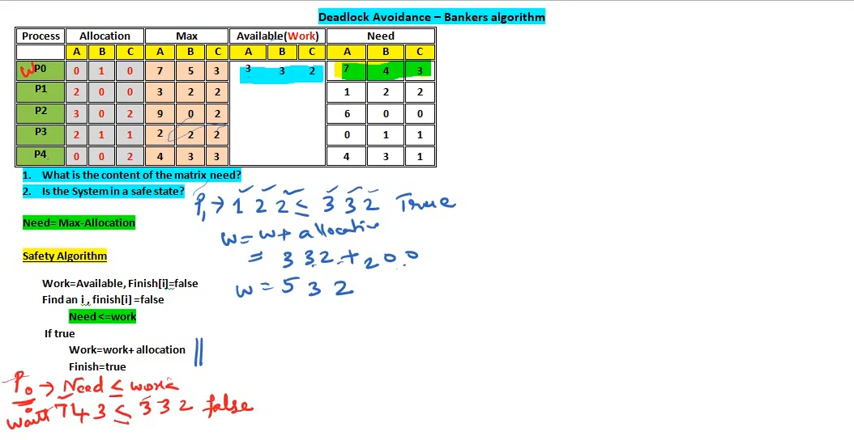 Deadlock Avoidance – Bankers algorithm
Process Allocation Max Available(Work) Need
A B C A B C A B C A B C
W P0 0 1 0 7 5 3 3 3 2 7 4 3
P1 2 0 0 3 2 2 1 2 2
P2 3 0 2 9 0 2 6 0 0
P3 2 1 1 2 2 2 0 1 1
P4 0 0 2 4 3 3 4 3 1
1. What is the content of the matrix need?
2. Is the System in a safe state?
P1 → 1 2 2 ≤ 3 3 2 True
Need= Max-Allocation
w = w + allocation
= 3 3 2 + 2 0 0
Safety Algorithm
w = 5 3 2
Work=Available, Finish[i]=false
Find an i , finish[i] =false
Need <=work
If true
Work=work+ allocation
Finish=true
P0 → Need ≤ work
wait 7 4 3 ≤ 3 3 2 false